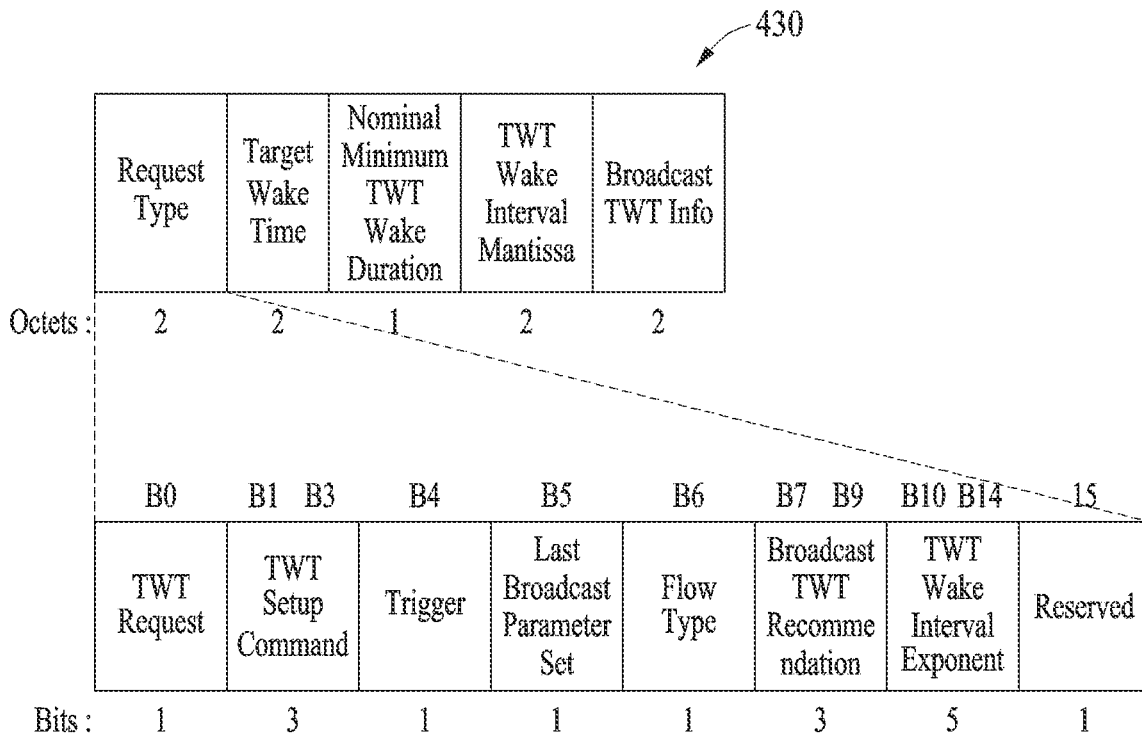 430
Request
Type
Target
Wake
Time
Nominal
Minimum
TWT
Wake
Duration
TWT
Wake
Interval
Mantissa
Broadcast
TWT Info
Octets : 2 2 1 2 2
B0 B1 B3 B4 B5 B6 B7 B9 B10 B14 15
TWT
Request
TWT
Setup
Command
Trigger
Last
Broadcast
Parameter
Set
Flow
Type
Broadcast
TWT
Recomme
ndation
TWT
Wake
Interval
Exponent
Reserved
Bits : 1 3 1 1 1 3 5 1